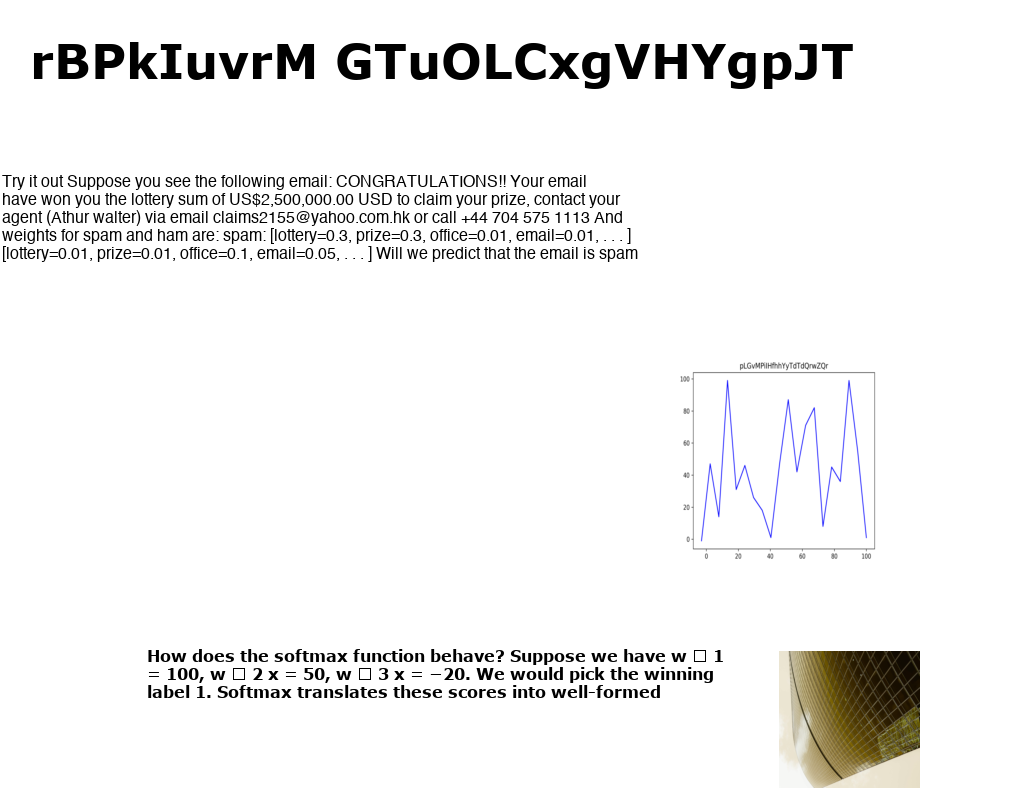 rBPkIuvrM GTuOLCxgVHYgpJT
Try it out Suppose you see the following email: CONGRATULATIONS!! Your email
have won you the lottery sum of US$2,500,000.00 USD to claim your prize, contact your
agent (Athur walter) via email claims2155@yahoo.com.hk or call +44 704 575 1113 And
weights for spam and ham are: spam: [lottery=0.3, prize=0.3, office=0.01, email=0.01, . . . ]
[lottery=0.01, prize=0.01, office=0.1, email=0.05, . . . ] Will we predict that the email is spam
pLGvMPiIHfhhYyTdTdQrwZQr
100
80
60
40
20
0
0 20 40 60 80 100
How does the softmax function behave? Suppose we have w □ 1
= 100, w □ 2 x = 50, w □ 3 x = −20. We would pick the winning
label 1. Softmax translates these scores into well-formed